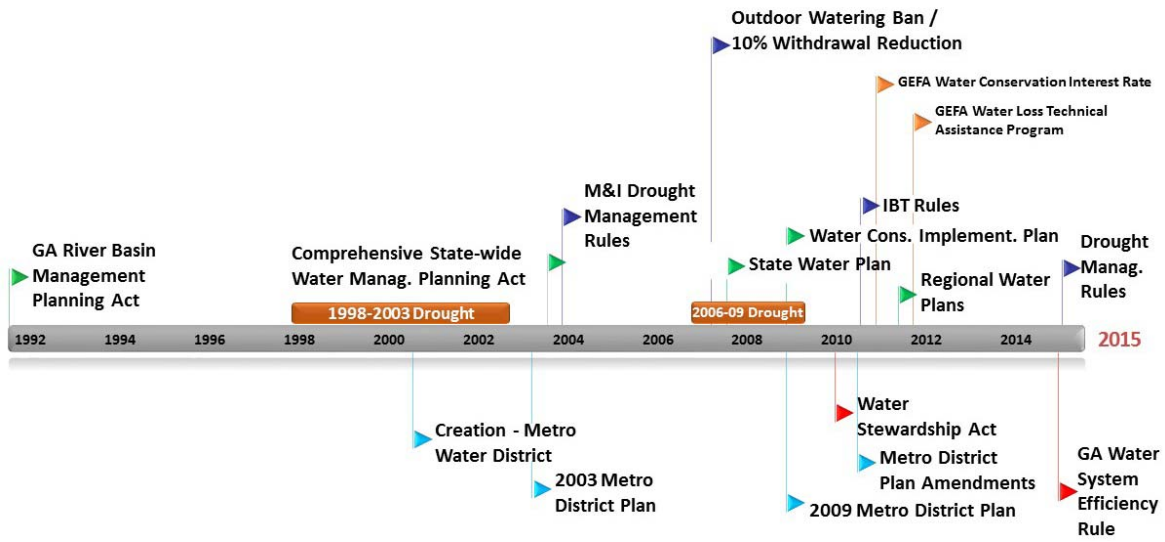 Outdoor Watering Ban /
10% Withdrawal Reduction
GEFA Water Conservation Interest Rate
GEFA Water Loss Technical
Assistance Program
M&I Drought
Management
Rules
IBT Rules
Water Cons. Implement. Plan
State Water Plan
Regional Water
Plans
Drought
Manag.
Rules
GA River Basin
Management
Planning Act
Comprehensive State-wide
Water Manag. Planning Act
1998-2003 Drought
2006-09 Drought
1992 1994 1996 1998 2000 2002 2004 2006 2008 2010 2012 2014 2015
Creation - Metro
Water District
2003 Metro
District Plan
Water
Stewardship Act
Metro District
Plan Amendments
2009 Metro District Plan
GA Water
System
Efficiency
Rule